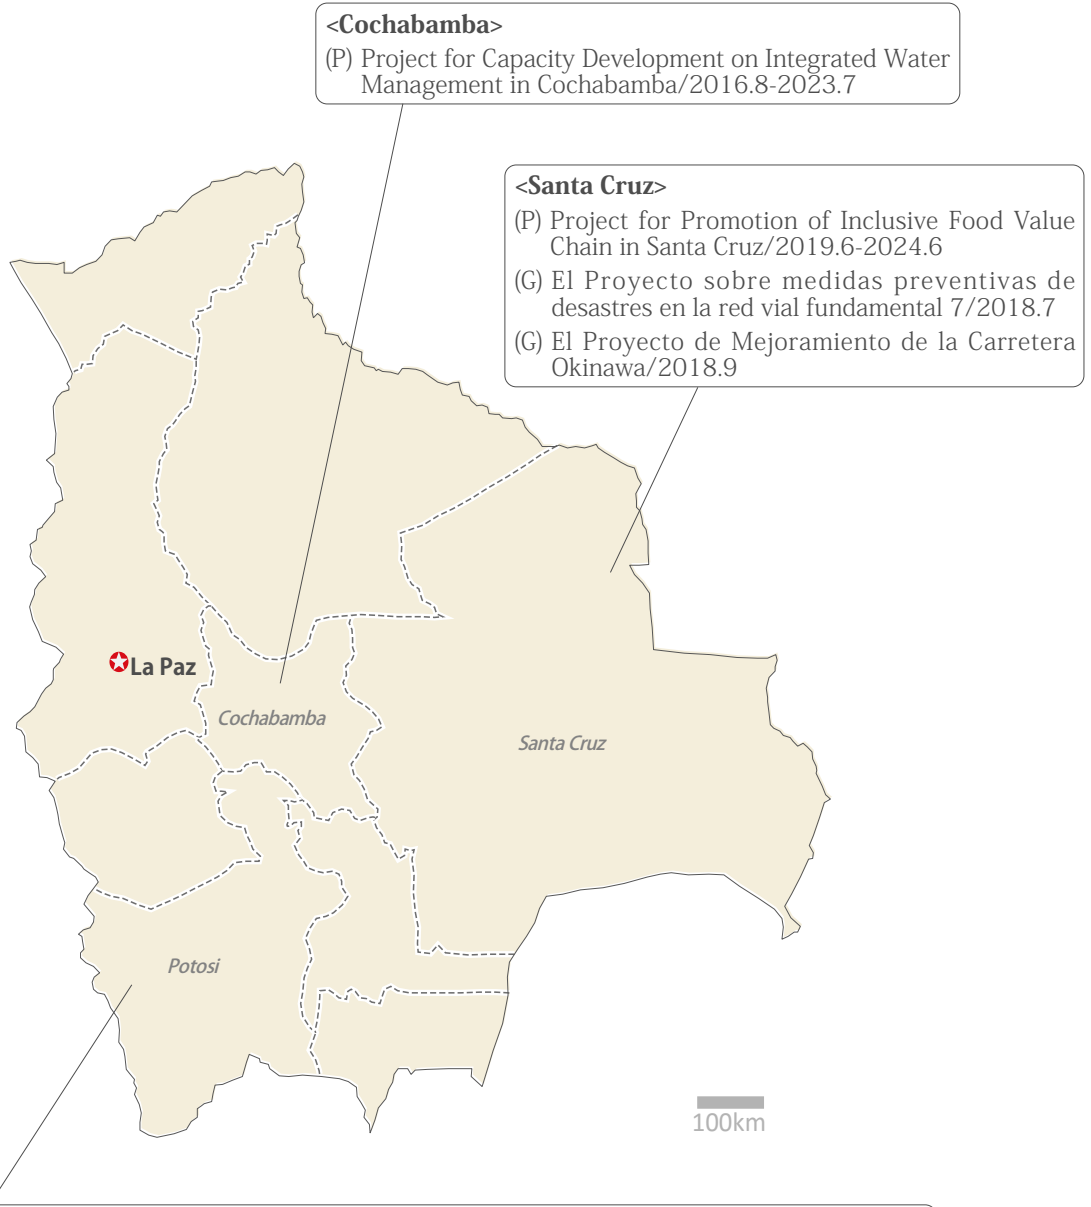 <Cochabamba>
(P) Project for Capacity Development on Integrated Water
Management in Cochabamba/2016.8-2023.7
<Santa Cruz>
(P) Project for Promotion of Inclusive Food Value
Chain in Santa Cruz/2019.6-2024.6
(G) El Proyecto sobre medidas preventivas de
desastres en la red vial fundamental 7/2018.7
(G) El Proyecto de Mejoramiento de la Carretera
Okinawa/2018.9
La Paz
Cochabamba
Santa Cruz
Potosi
100km